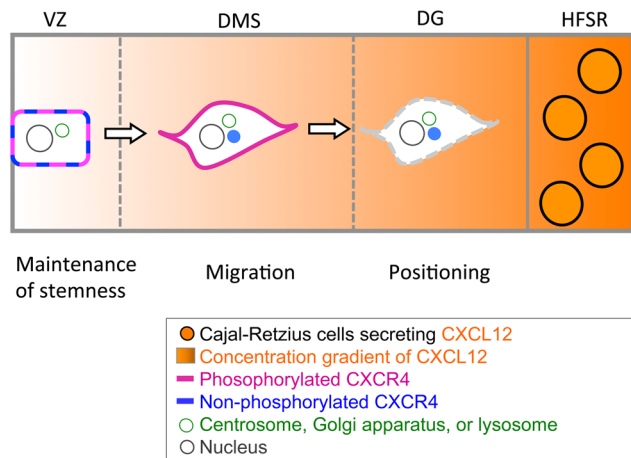 VZ DMS DG HFSR
Maintenance
of stemness
Migration
Positioning
Cajal-Retzius cells secreting CXCL12
Concentration gradient of CXCL12
Phosophorylated CXCR4
Non-phosphorylated CXCR4
Centrosome, Golgi apparatus, or lysosome
Nucleus